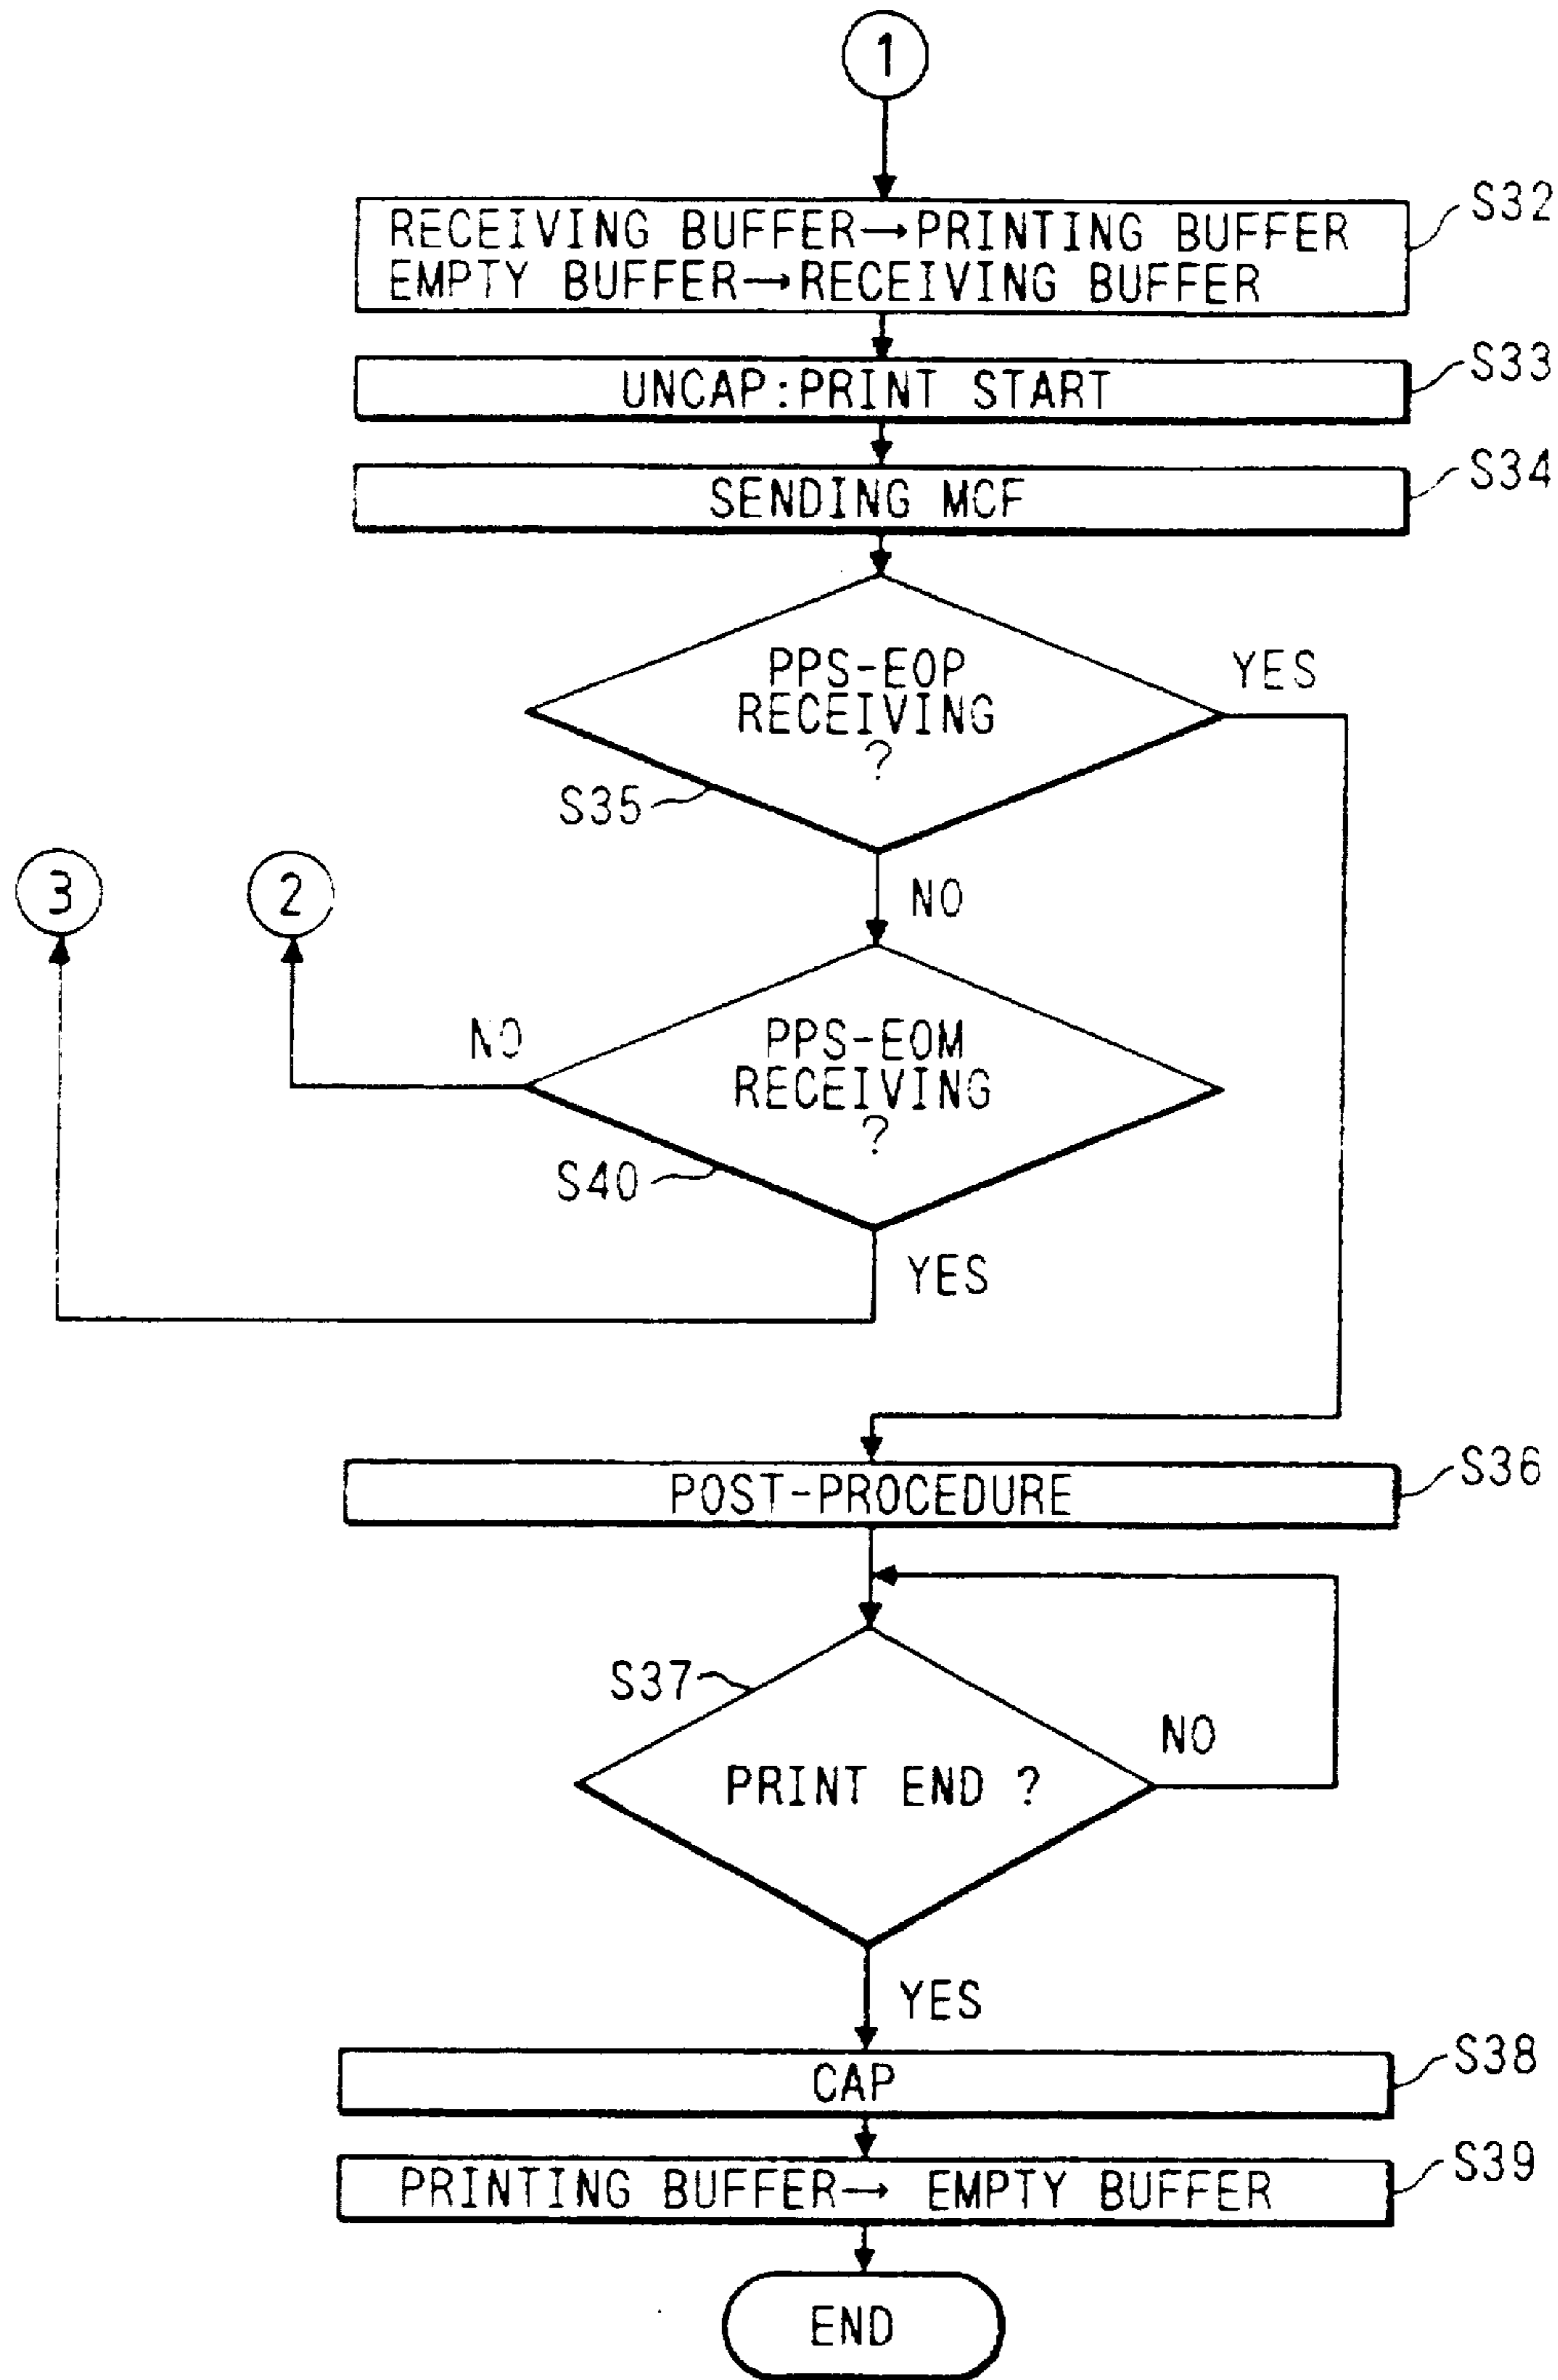 1
RECEIVING BUFFER→PRINTING BUFFER
EMPTY BUFFER→RECEIVING BUFFER
S32
UNCAP:PRINT START
S33
SENDING MCF
S34
PPS-EOP
RECEIVING
?
YES
S35
NO
3
2
PPS-EOM
RECEIVING
?
NO
S40
YES
POST-PROCEDURE
S36
S37
PRINT END ?
NO
YES
CAP
S38
PRINTING BUFFER→ EMPTY BUFFER
S39
END